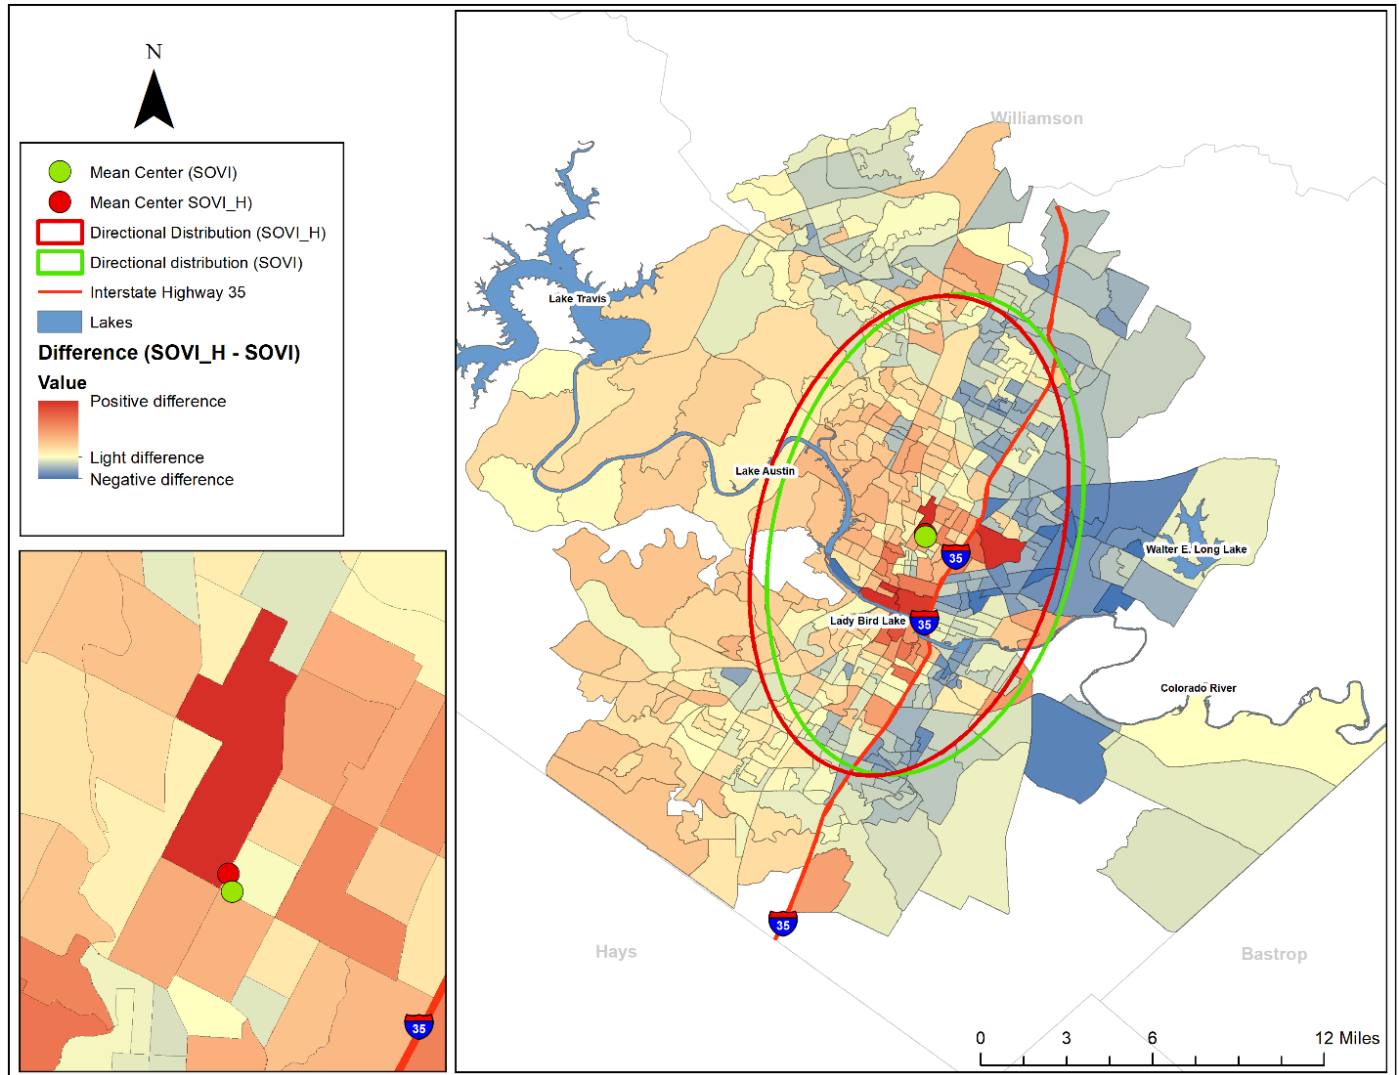 N
Mean Center (SOVI)
Mean Center SOVI_H)
Directional Distribution (SOVI_H)
Directional distribution (SOVI)
Interstate Highway 35
Lakes
Difference (SOVI_H - SOVI)
Value
Positive difference
Light difference
Negative difference
35
Williamson
Lake Travis
Lake Austin
Walter E. Long Lake
35
Lady Bird Lake
35
Colorado River
35
Hays
Bastrop
0 3 6 12 Miles